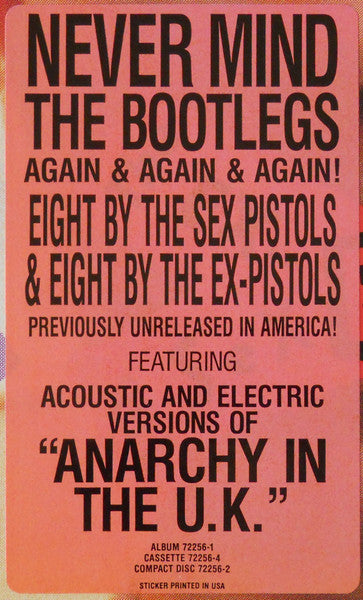 NEVER MIND
THE BOOTLEGS
AGAIN & AGAIN & AGAIN!
EIGHT BY THE SEX PISTOLS
& EIGHT BY THE EX-PISTOLS
PREVIOUSLY UNRELEASED IN AMERICA!
FEATURING
ACOUSTIC AND ELECTRIC
VERSIONS OF
“ANARCHY IN
THE U.K.”
ALBUM 72256-1
CASSETTE 72256-4
COMPACT DISC 72256-2
STICKER PRINTED IN USA